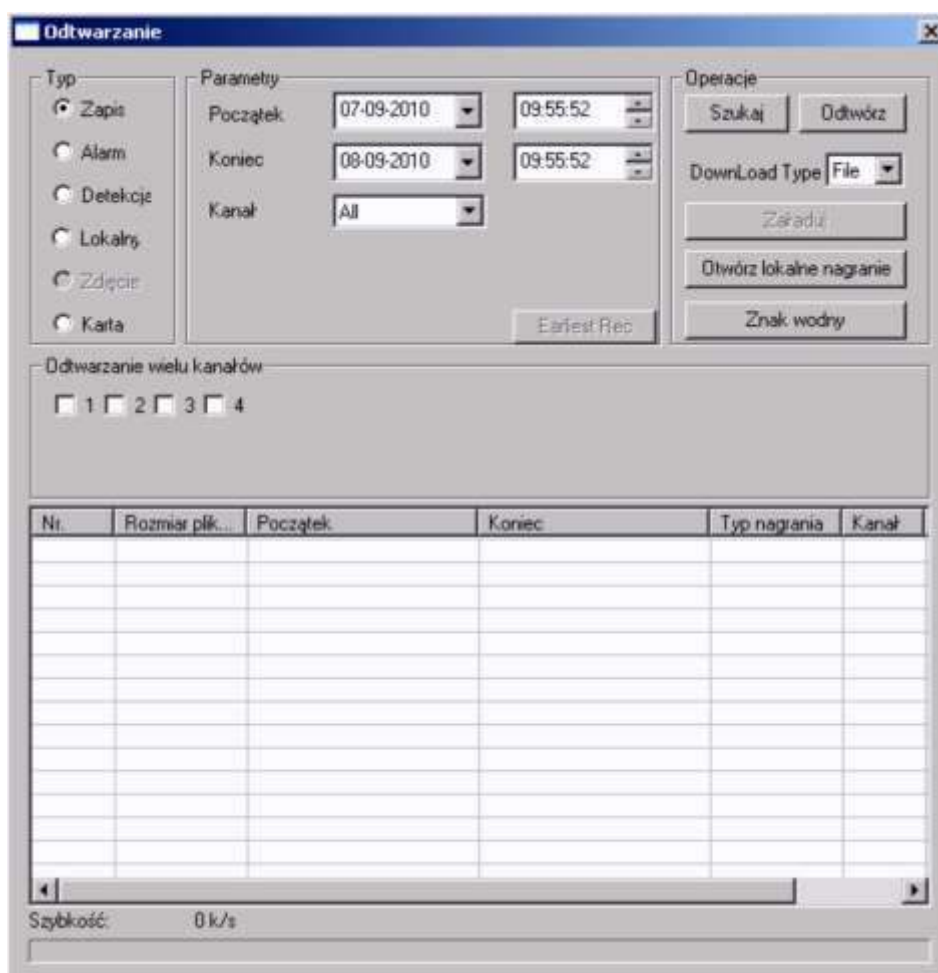 Odtwarzanie
Typ
Zapis
Alarm
Detekcja
Lokalny
Zdęcie
Karta
Parametry
Początek 07-09-2010 09:55:52
Koniec 08-09-2010 09:55:52
Kanał All
Earliest Rec
Operacje
Szukaj Odtwórz
DownLoad Type File
Załaduj
Otwórz lokalne nagranie
Znak wodny
Odtwarzanie wielu kanałów
1 2 3 4
Nr. Rozmiar plik... Początek Koniec Typ nagrania Kanał
Szybkość: 0 k/s